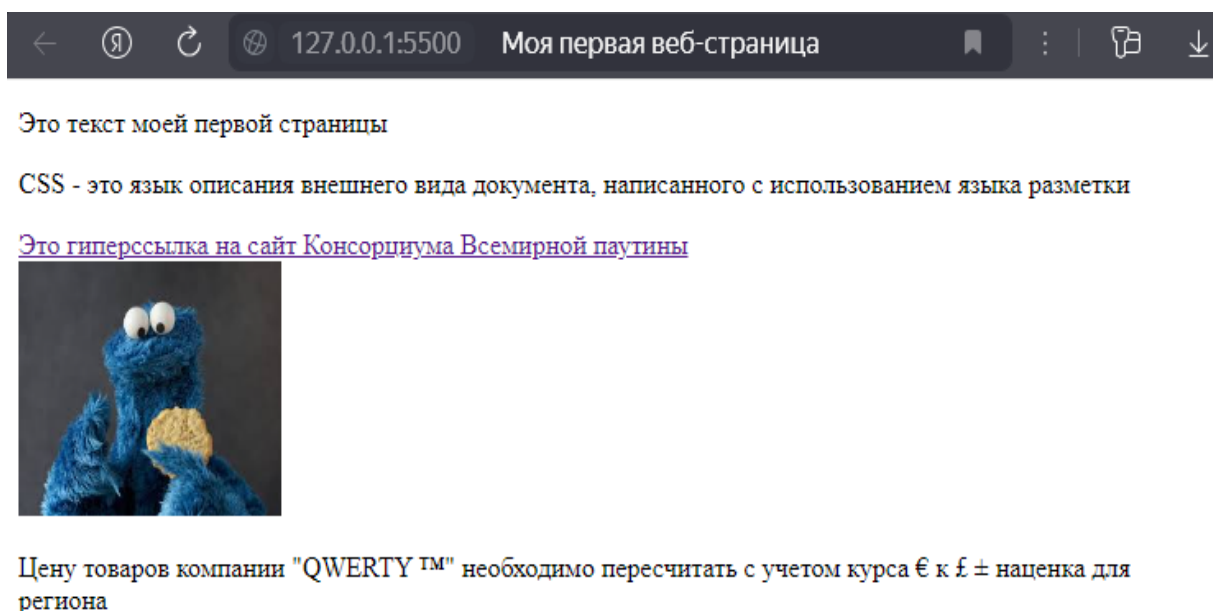 127.0.0.1:5500 Моя первая веб-страница
Это текст моей первой страницы
CSS - это язык описания внешнего вида документа, написанного с использованием языка разметки
Это гиперссылка на сайт Консорциума Всемирной паутины
Цену товаров компании "QWERTY ™" необходимо пересчитать с учетом курса € к £ ± наценка для
региона